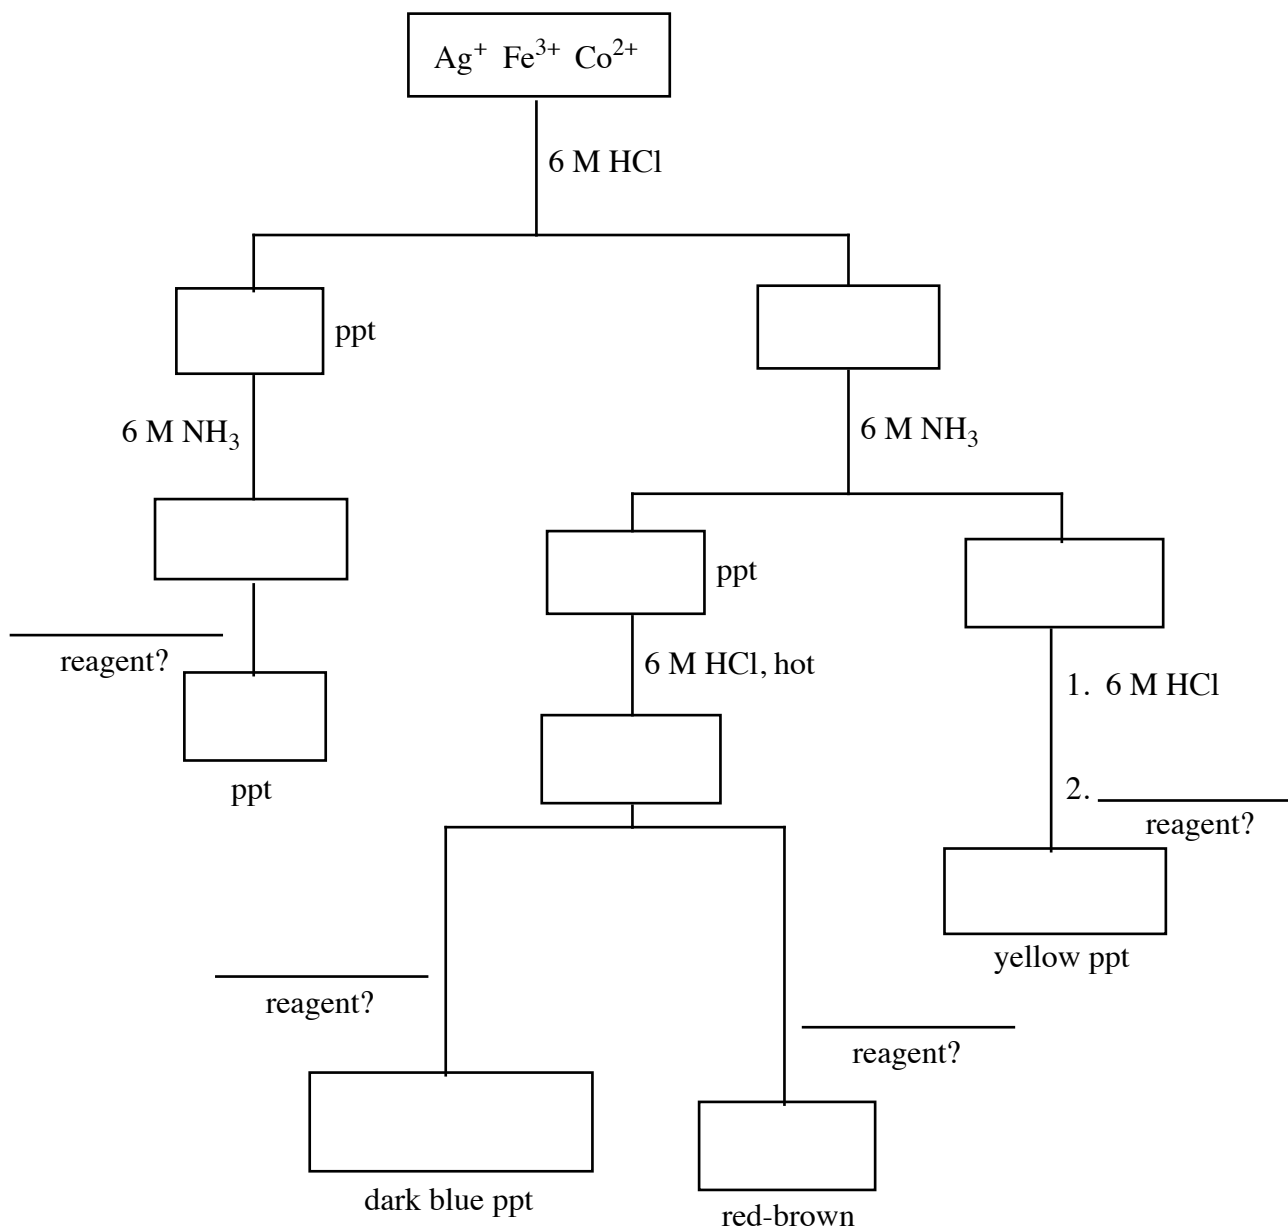 Ag⁺ Fe³⁺ Co²⁺
6 M HCl
ppt
6 M NH₃
6 M NH₃
ppt
reagent?
6 M HCl, hot
1. 6 M HCl
ppt
2.
reagent?
yellow ppt
reagent?
reagent?
dark blue ppt
red-brown